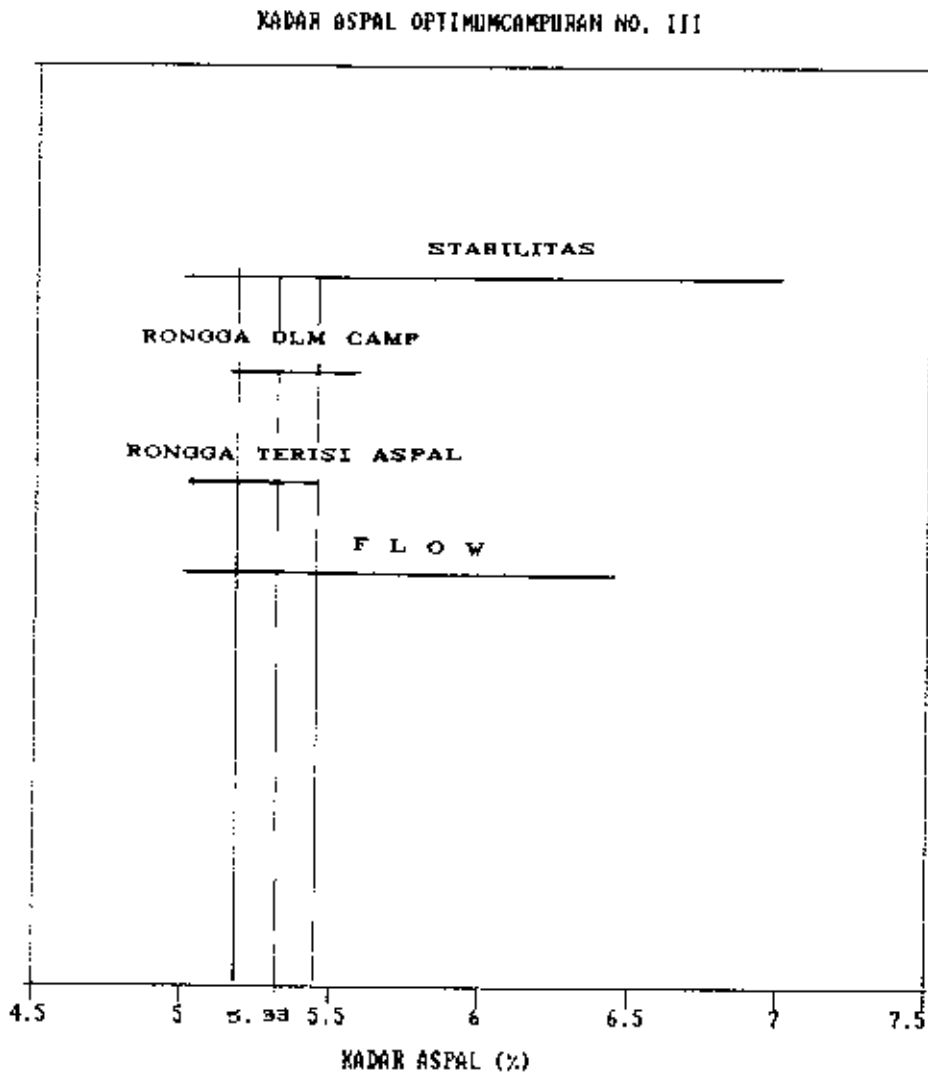 KADAR ASPAL OPTIMUMCAMPURAN NO. III
STABILITAS
RONGGA DLM CAMP
RONGGA TERISI ASPAL
F L O W
4.5 5 5.33 5.5 6 6.5 7 7.5
KADAR ASPAL (%)